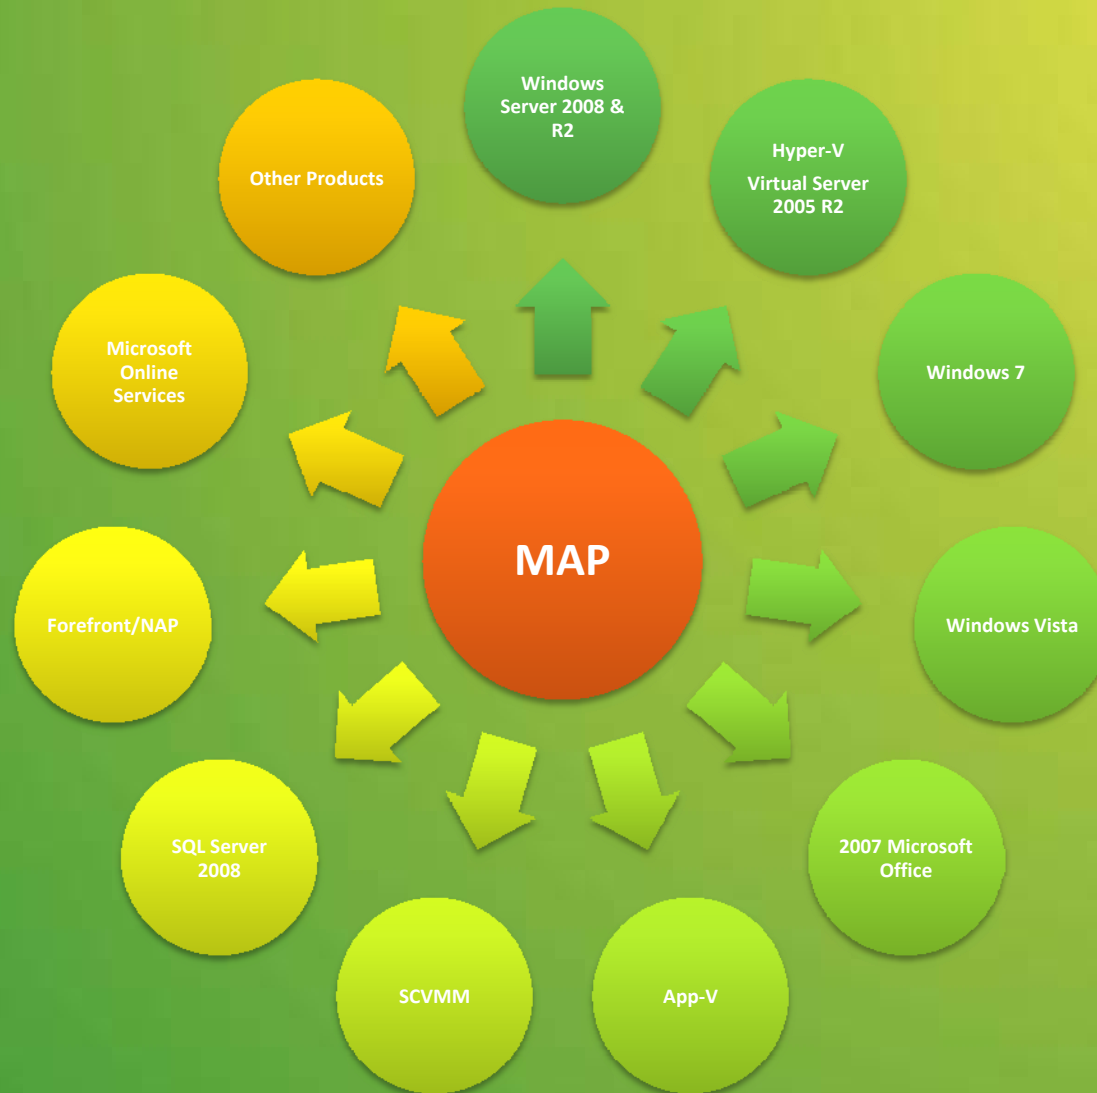 Windows
Server 2008 &
R2
Hyper-V
Virtual Server
2005 R2
Windows 7
Windows Vista
2007 Microsoft
Office
App-V
SCVMM
SQL Server
2008
Forefront/NAP
Microsoft
Online
Services
Other Products
MAP